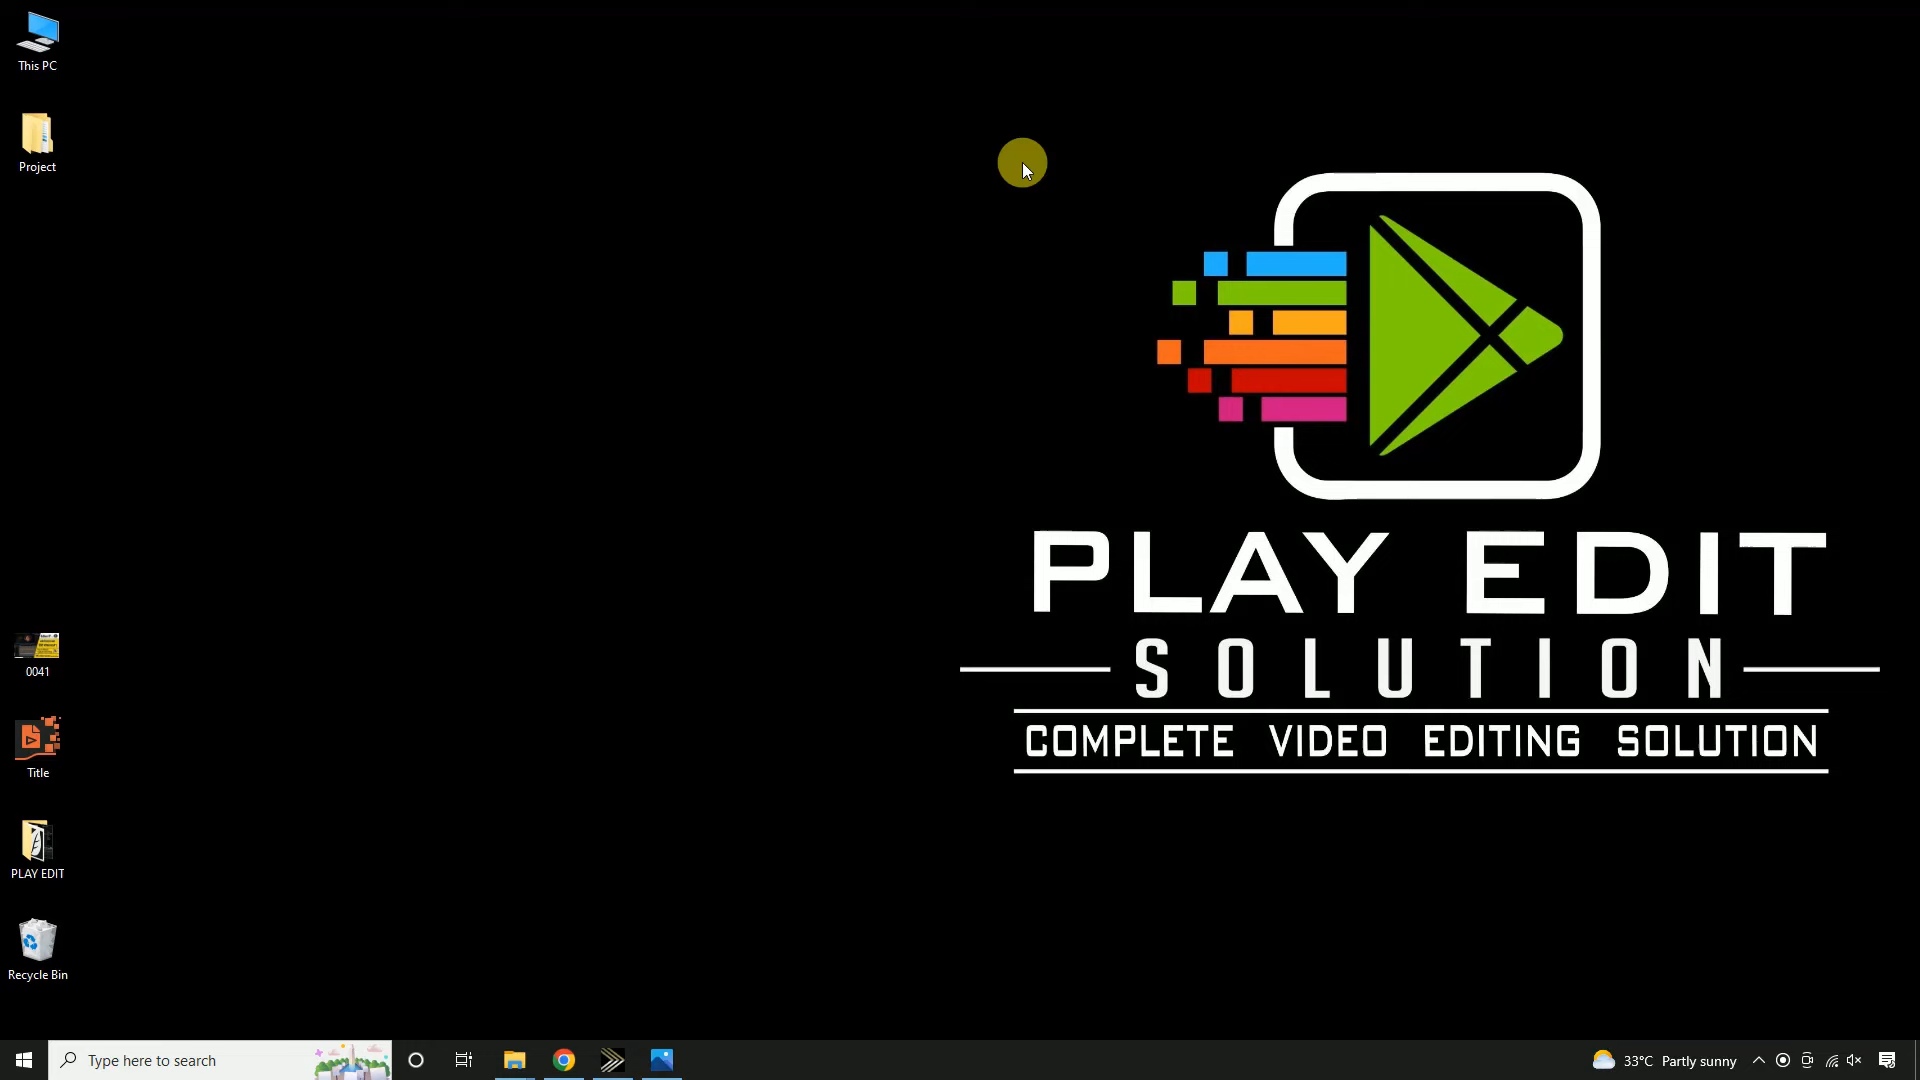 This PC
Project
PLAY EDIT
SOLUTION
COMPLETE VIDEO EDITING SOLUTION
0041
Title
PLAY EDIT
Recycle Bin
Type here to search
33°C Partly sunny